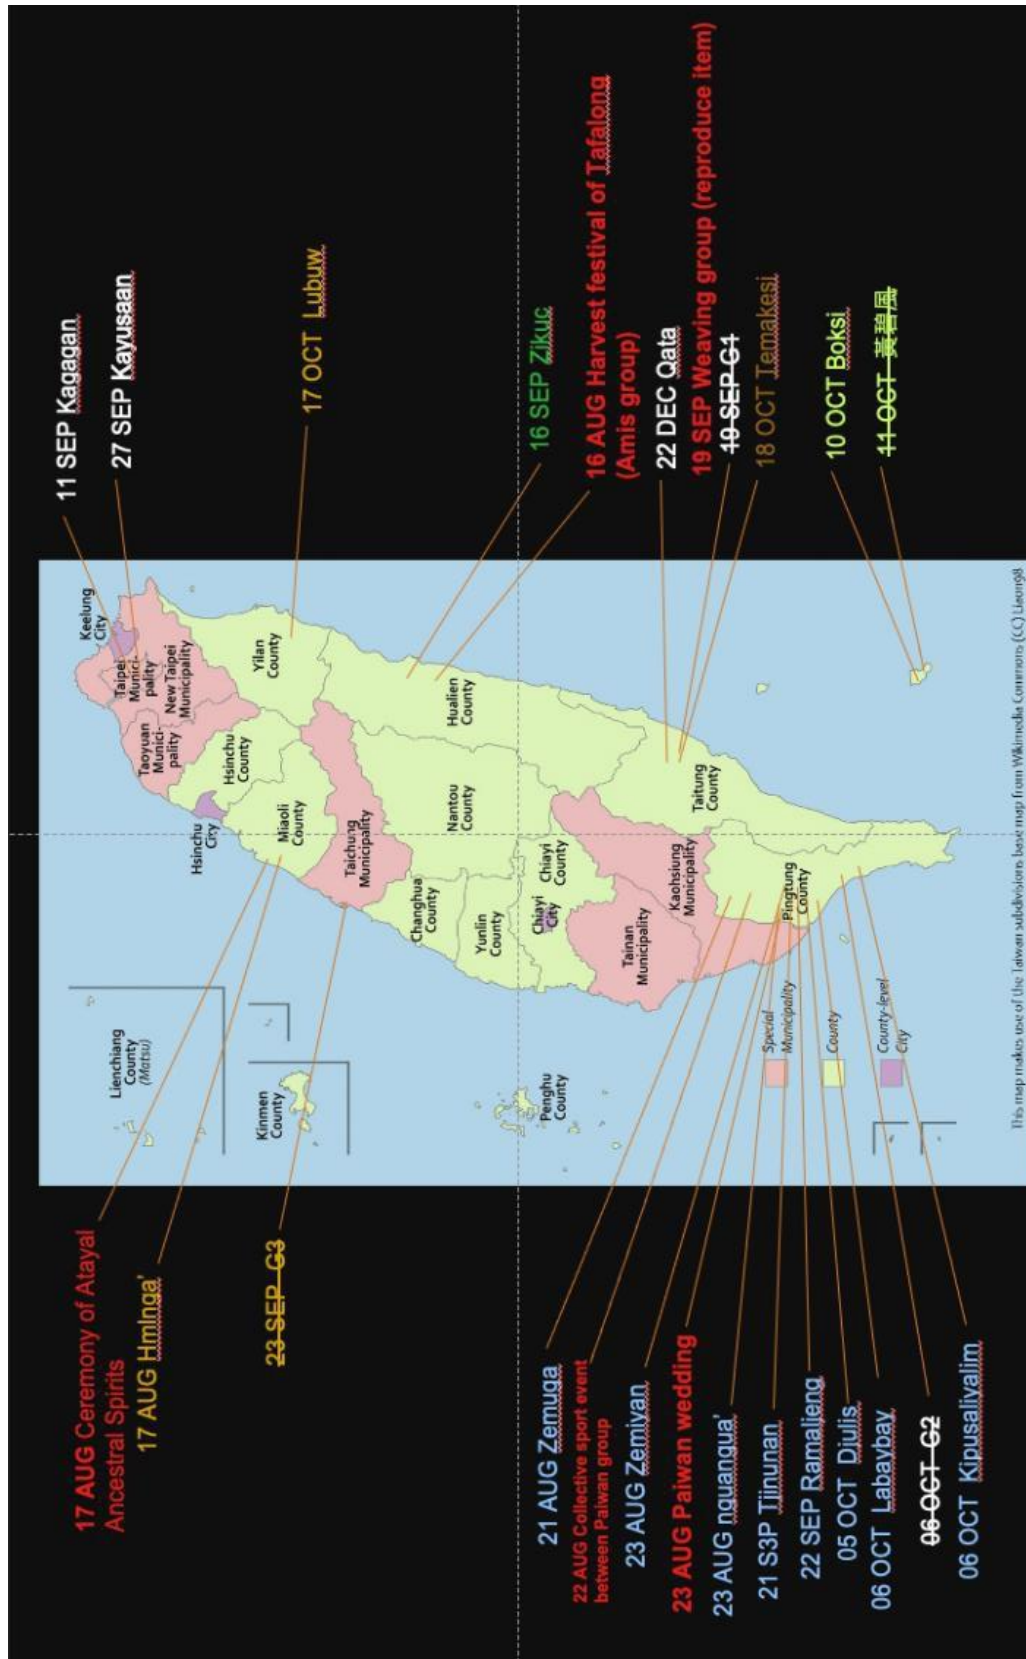 17 AUG Ceremony of Atayal
Ancestral Spirits
17 AUG Hmlnga'
23 SEP G3
21 AUG Zemuga
22 AUG Collective sport event
between Paiwan group
23 AUG Zemiyan
23 AUG Paiwan wedding
23 AUG nguangua'
21 S3P Tjinunan
22 SEP Ramaljeng
05 OCT Djulis
06 OCT Labaybay
06 OCT G2
06 OCT Kipusaliyalim
Lienchiang
County
(Matsu)
Kinmen
County
Penghu
County
Special
Municipality
County
County-level
City
Keelung
City
Taipei
Munici-
pality
New Taipei
Municipality
Taoyuan
Munici-
pality
Hsinchu
County
Hsinchu
City
Miaoli
County
Yilan
County
Taichung
Municipality
Changhua
County
Nantou
County
Hualien
County
Yunlin
County
Chiayi
City
Chiayi
County
Tainan
Municipality
Kaohsiung
Municipality
Taitung
County
Pingtung
County
11 SEP Kagagan
27 SEP Kayusaan
17 OCT Lubuw
16 SEP Zikuc
16 AUG Harvest festival of Tafalong
(Amis group)
22 DEC Qata
19 SEP Weaving group (reproduce item)
19 SEP G1
18 OCT Temakesi
10 OCT Boksi
11 OCT 黃碧風
This map makes use of the Taiwan subdivisions base map from Wikimedia Commons (CC) Liaon98